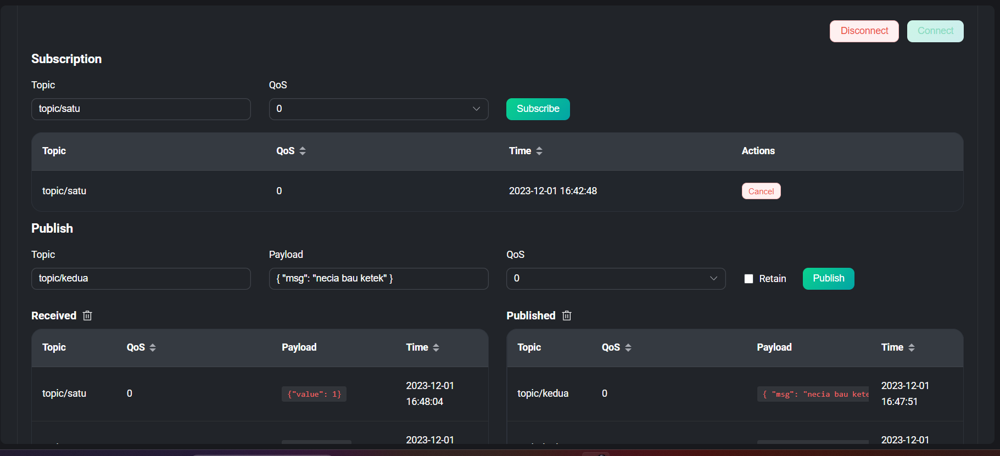 Disconnect Connect
Subscription
Topic QoS
topic/satu 0 Subscribe
Topic QoS Time Actions
topic/satu 0 2023-12-01 16:42:48 Cancel
Publish
Topic Payload QoS
topic/kedua { "msg": "necia bau ketek" } 0 Retain Publish
Received Published
Topic QoS Payload Time Topic QoS Payload Time
topic/satu 0 {"value": 1} 2023-12-01 16:48:04 topic/kedua 0 { "msg": "necia bau kete 2023-12-01 16:47:51
2023-12-01 2023-12-01